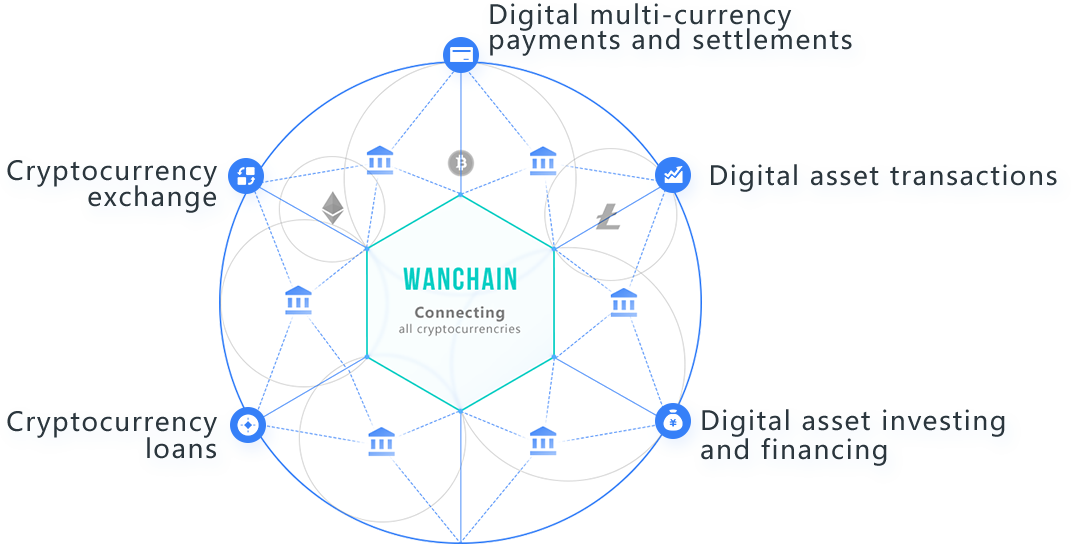 Digital multi-currency
payments and settlements
Cryptocurrency
exchange
Digital asset transactions
WANCHAIN
Connecting
all cryptocurrencries
Cryptocurrency
loans
Digital asset investing
and financing